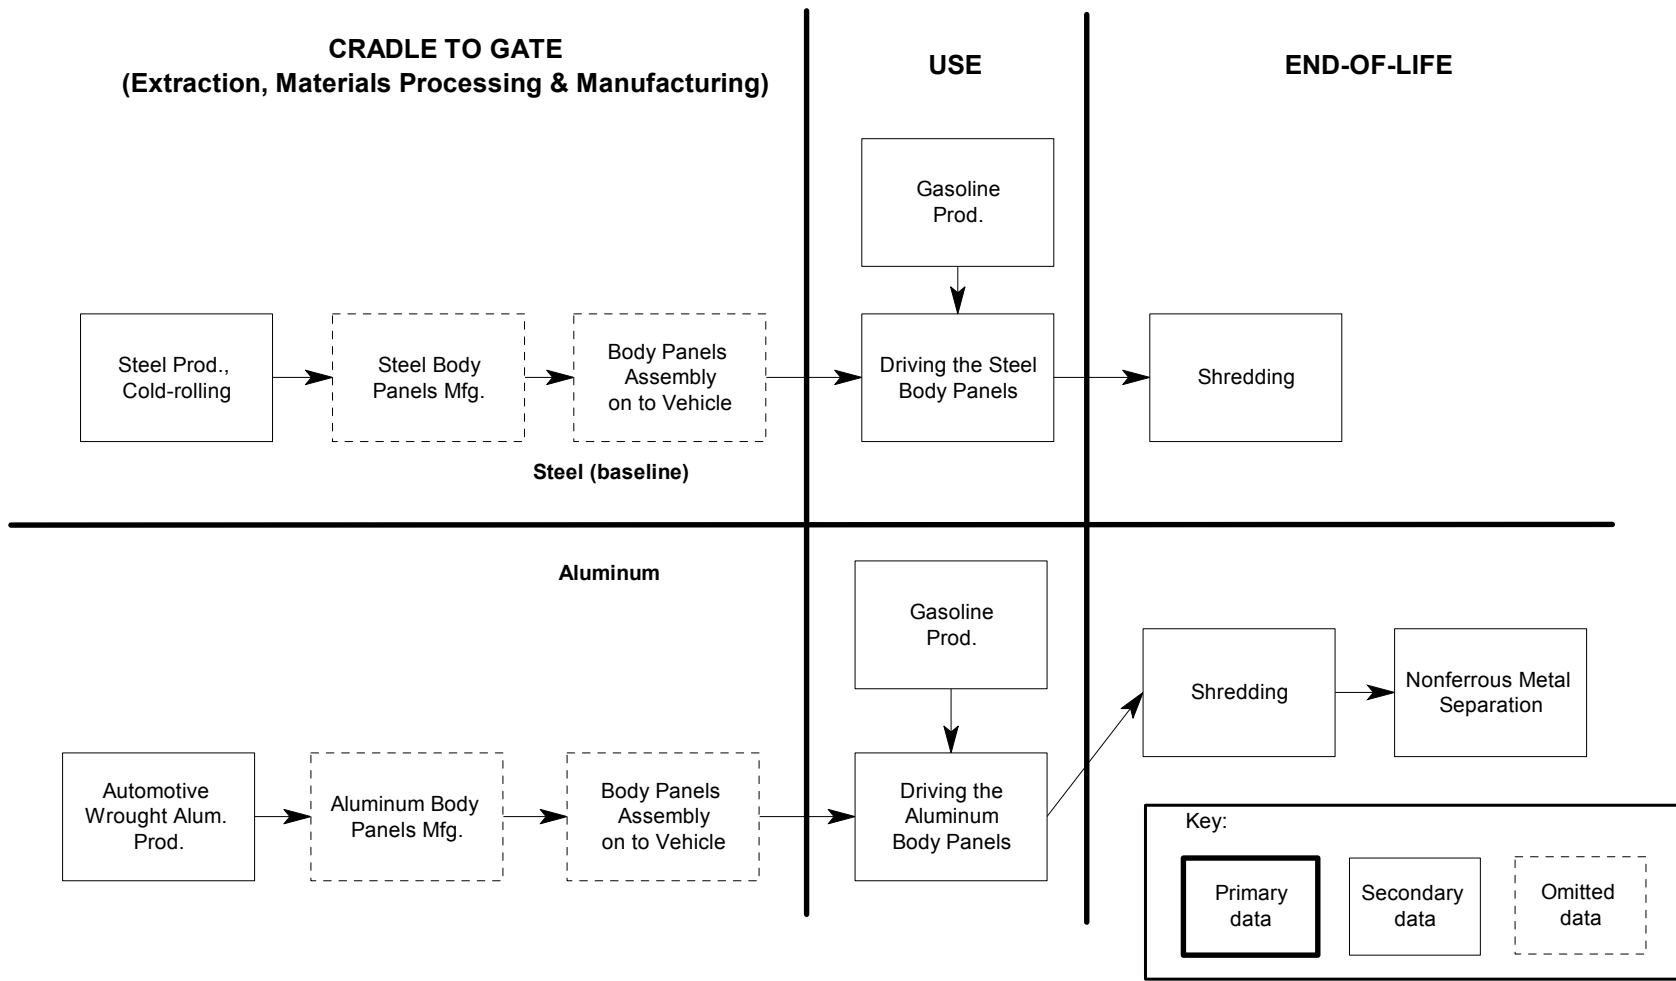 CRADLE TO GATE
(Extraction, Materials Processing & Manufacturing)
USE
END-OF-LIFE
Gasoline
Prod.
Steel Prod.,
Cold-rolling
Steel Body
Panels Mfg.
Body Panels
Assembly
on to Vehicle
Driving the Steel
Body Panels
Shredding
Steel (baseline)
Aluminum
Gasoline
Prod.
Shredding
Nonferrous Metal
Separation
Automotive
Wrought Alum.
Prod.
Aluminum Body
Panels Mfg.
Body Panels
Assembly
on to Vehicle
Driving the
Aluminum
Body Panels
Key:
Primary
data
Secondary
data
Omitted
data